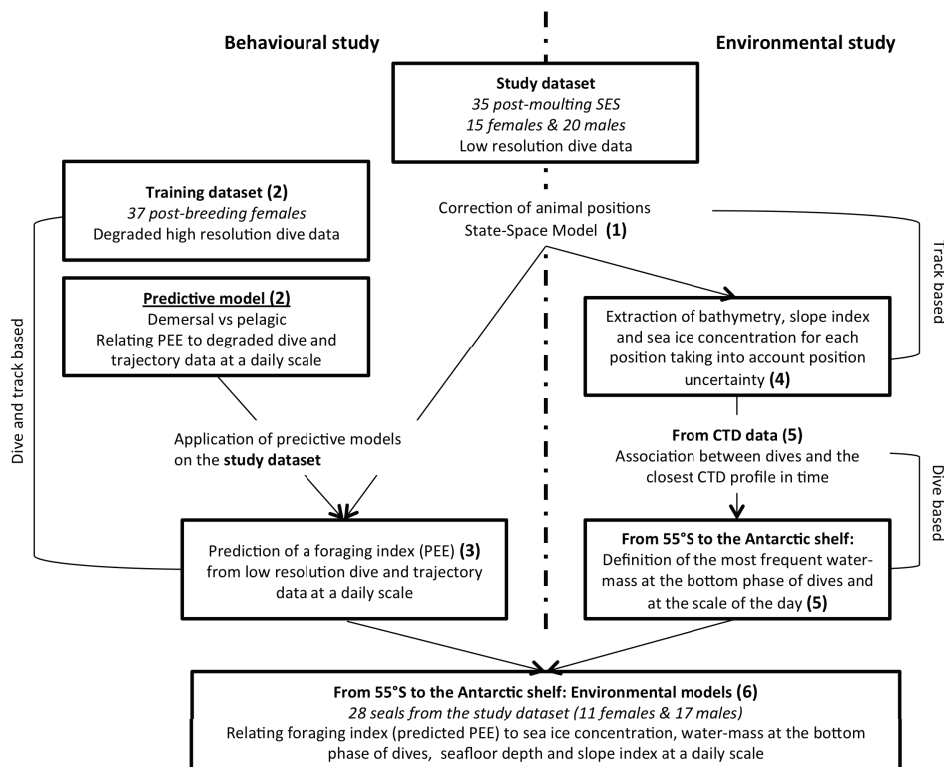 Behavioural study
Environmental study
Study dataset
35 post-moulting SES
15 females & 20 males
Low resolution dive data
Training dataset (2)
37 post-breeding females
Degraded high resolution dive data
Correction of animal positions
State-Space Model (1)
Predictive model (2)
Demersal vs pelagic
Relating PEE to degraded dive and
trajectory data at a daily scale
Extraction of bathymetry, slope index
and sea ice concentration for each
position taking into account position
uncertainty (4)
Track based
Dive and track based
Application of predictive models
on the study dataset
From CTD data (5)
Association between dives and the
closest CTD profile in time
Dive based
Prediction of a foraging index (PEE) (3)
from low resolution dive and trajectory
data at a daily scale
From 55°S to the Antarctic shelf:
Definition of the most frequent water-
mass at the bottom phase of dives and
at the scale of the day (5)
From 55°S to the Antarctic shelf: Environmental models (6)
28 seals from the study dataset (11 females & 17 males)
Relating foraging index (predicted PEE) to sea ice concentration, water-mass at the bottom
phase of dives, seafloor depth and slope index at a daily scale